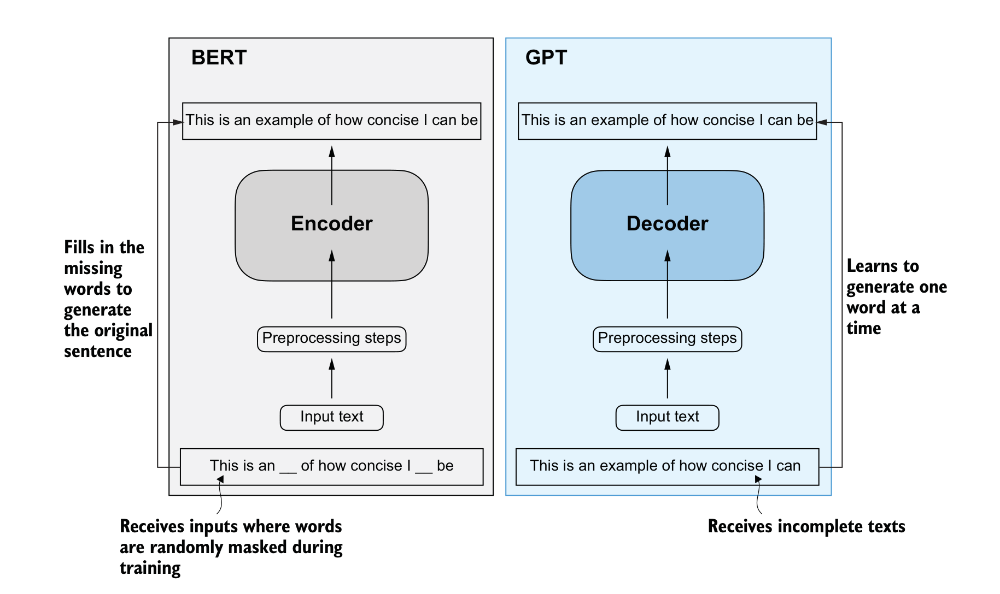 BERT
This is an example of how concise I can be
Encoder
Preprocessing steps
Input text
This is an __ of how concise I __ be
Fills in the
missing
words to
generate
the original
sentence
Receives inputs where words
are randomly masked during
training
GPT
This is an example of how concise I can be
Decoder
Preprocessing steps
Input text
This is an example of how concise I can
Learns to
generate one
word at a
time
Receives incomplete texts